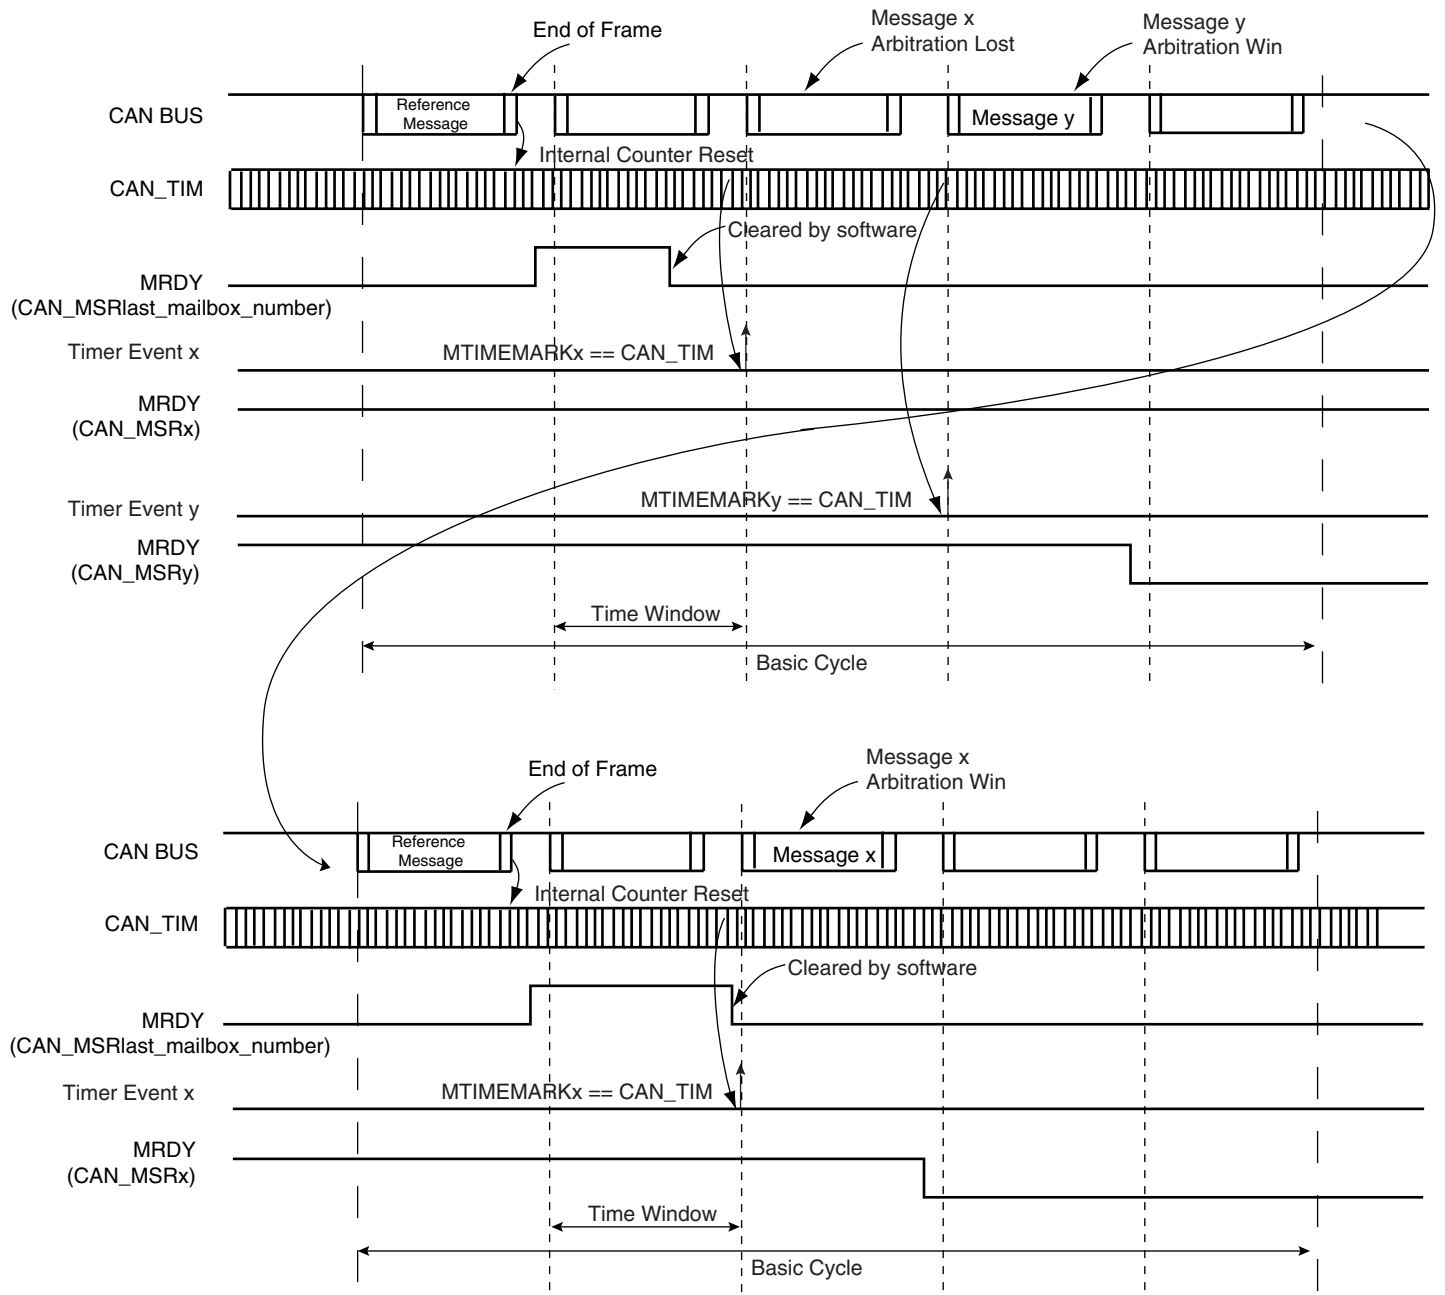 End of Frame
Message x
Arbitration Lost
Message y
Arbitration Win
CAN BUS
Reference
Message
Message y
Internal Counter Reset
CAN_TIM
Cleared by software
MRDY
(CAN_MSRlast_mailbox_number)
Timer Event x
MTIMEMARKx == CAN_TIM
MRDY
(CAN_MSRx)
Timer Event y
MTIMEMARKy == CAN_TIM
MRDY
(CAN_MSRy)
Time Window
Basic Cycle
End of Frame
Message x
Arbitration Win
CAN BUS
Reference
Message
Message x
Internal Counter Reset
CAN_TIM
Cleared by software
MRDY
(CAN_MSRlast_mailbox_number)
Timer Event x
MTIMEMARKx == CAN_TIM
MRDY
(CAN_MSRx)
Time Window
Basic Cycle